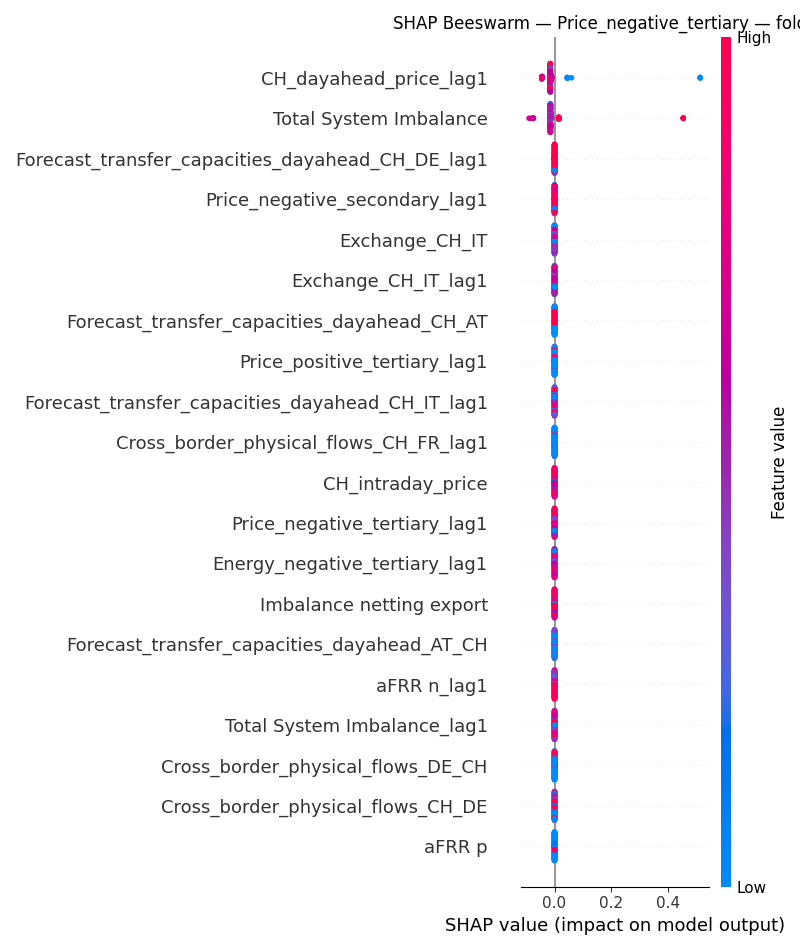 SHAP Beeswarm — Price_negative_tertiary — fol
High
CH_dayahead_price_lag1
Total System Imbalance
Forecast_transfer_capacities_dayahead_CH_DE_lag1
Price_negative_secondary_lag1
Exchange_CH_IT
Exchange_CH_IT_lag1
Forecast_transfer_capacities_dayahead_CH_AT
Price_positive_tertiary_lag1
Forecast_transfer_capacities_dayahead_CH_IT_lag1
Cross_border_physical_flows_CH_FR_lag1
CH_intraday_price
Price_negative_tertiary_lag1
Energy_negative_tertiary_lag1
Imbalance netting export
Forecast_transfer_capacities_dayahead_AT_CH
aFRR n_lag1
Total System Imbalance_lag1
Cross_border_physical_flows_DE_CH
Cross_border_physical_flows_CH_DE
aFRR p
Feature value
Low
0.0 0.2 0.4
SHAP value (impact on model output)